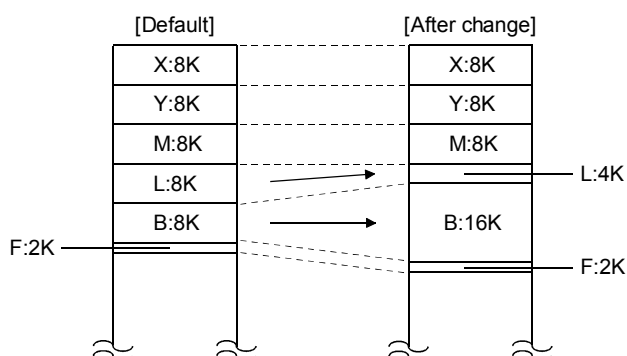 [Default] [After change]
X:8K X:8K
Y:8K Y:8K
M:8K M:8K
L:8K L:4K
B:8K B:16K
F:2K F:2K